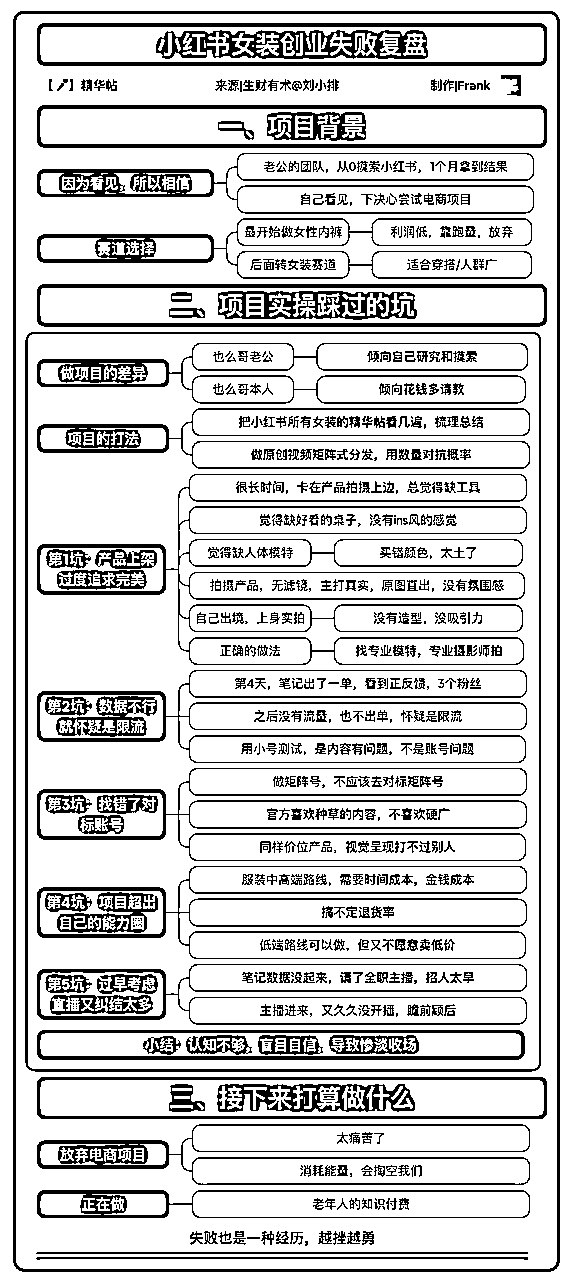 小红书女装创业失败复盘
【🖊】精华帖
来源|生财有术@刘小排
制作|Frank
一、项目背景
因为看见，所以相信
老公的团队，从0摸索小红书，1个月拿到结果
自己看见，下决心尝试电商项目
赛道选择
最开始做女性内裤
利润低，靠跑量，放弃
后面转女装赛道
适合穿搭/人群广
二、项目实操踩过的坑
做项目的差异
也么哥老公
倾向自己研究和摸索
也么哥本人
倾向花钱多请教
项目的打法
把小红书所有女装的精华帖看几遍，梳理总结
做原创视频矩阵式分发，用数量对抗概率
第1坑：产品上架
过度追求完美
很长时间，卡在产品拍摄上边，总觉得缺工具
觉得缺好看的桌子，没有ins风的感觉
觉得缺人体模特
买错颜色，太土了
拍摄产品，无滤镜，主打真实，原图直出，没有氛围感
自己出境，上身实拍
没有造型，没吸引力
正确的做法
找专业模特，专业摄影师拍
第2坑：数据不行
就怀疑是限流
第4天，笔记出了一单，看到正反馈，3个粉丝
之后没有流量，也不出单，怀疑是限流
用小号测试，是内容有问题，不是账号问题
第3坑：找错了对
标账号
做矩阵号，不应该去对标矩阵号
官方喜欢种草的内容，不喜欢硬广
同样价位产品，视觉呈现打不过别人
第4坑：项目超出
自己的能力圈
服装中高端路线，需要时间成本，金钱成本
搞不定退货率
低端路线可以做，但又不愿意卖低价
第5坑：过早考虑
直播又纠结太多
笔记数据没起来，请了全职主播，招人太早
主播进来，又久久没开播，瞻前顾后
小结：认知不够，盲目自信，导致惨淡收场
三、接下来打算做什么
放弃电商项目
太痛苦了
消耗能量，会掏空我们
正在做
老年人的知识付费
失败也是一种经历，越挫越勇